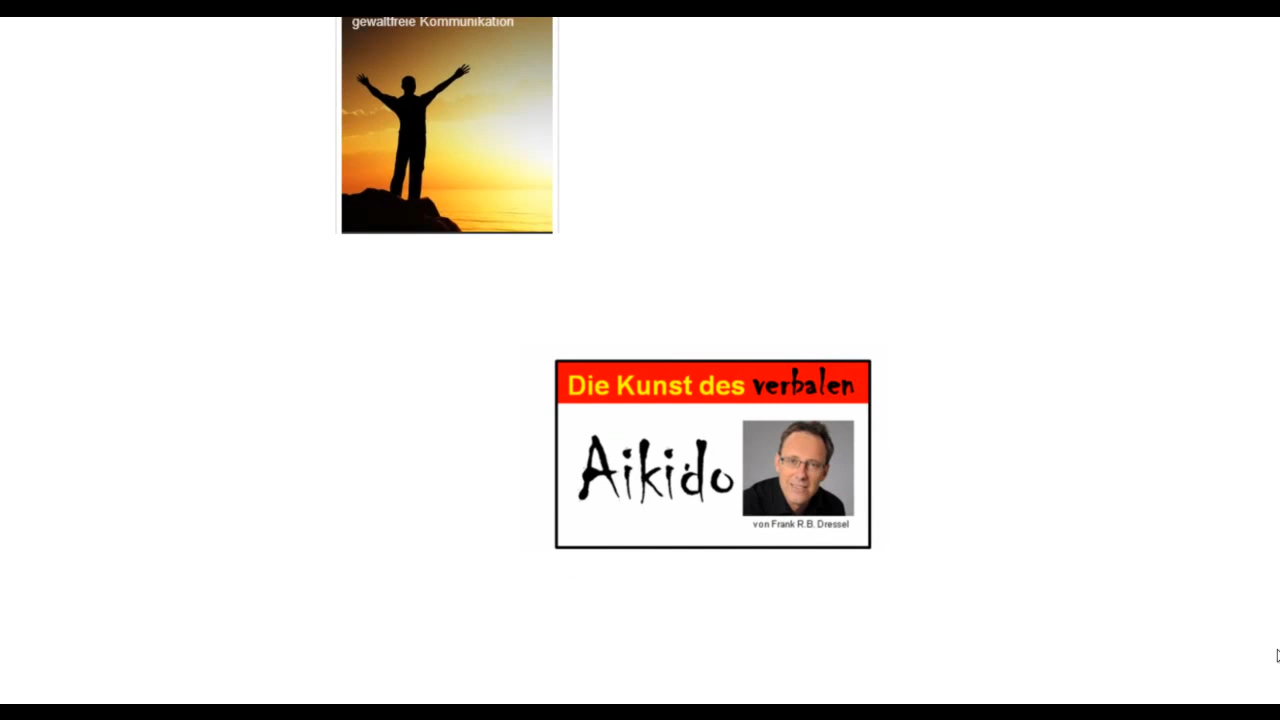 gewaltfreie Kommunikation
Die Kunst des verbalen
Aikido
von Frank R.B. Dressel